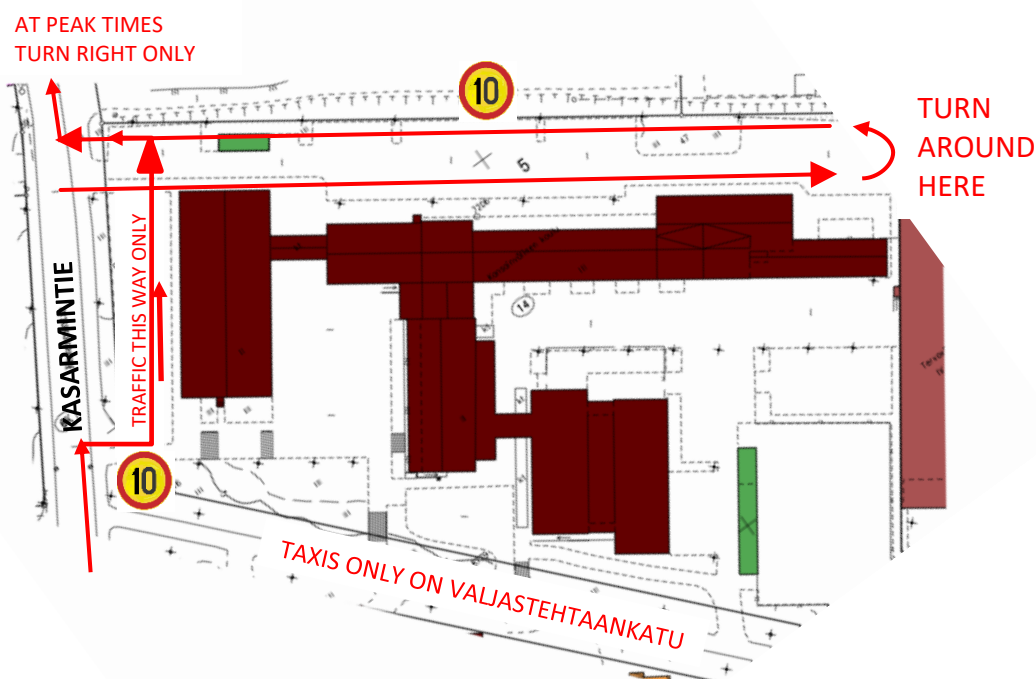 AT PEAK TIMES
TURN RIGHT ONLY
10
TURN
AROUND
HERE
5
47
KASARMINTIE
TRAFFIC THIS WAY ONLY
14
10
TAXIS ONLY ON VALJASTEHTAANKATU